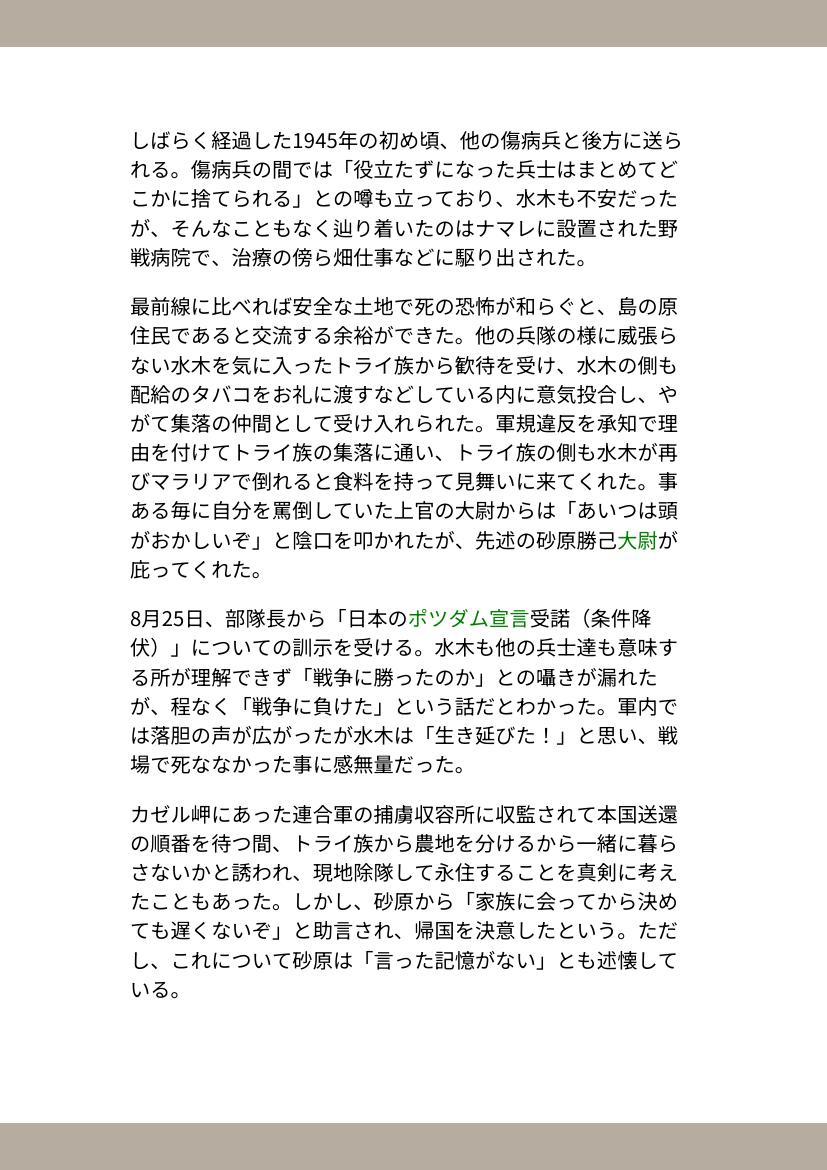 しばらく経過した1945年の初め頃、他の傷病兵と後方に送ら
れる。傷病兵の間では「役立たずになった兵士はまとめてど
こかに捨てられる」との噂も立っており、水木も不安だった
が、そんなこともなく辿り着いたのはナマレに設置された野
戦病院で、治療の傍ら畑仕事などに駆り出された。
最前線に比べれば安全な土地で死の恐怖が和らぐと、島の原
住民であると交流する余裕ができた。他の兵隊の様に威張ら
ない水木を気に入ったトライ族から歓待を受け、水木の側も
配給のタバコをお礼に渡すなどしている内に意気投合し、や
がて集落の仲間として受け入れられた。軍規違反を承知で理
由を付けてトライ族の集落に通い、トライ族の側も水木が再
びマラリアで倒れると食料を持って見舞いに来てくれた。事
ある毎に自分を罵倒していた上官の大尉からは「あいつは頭
がおかしいぞ」と陰口を叩かれたが、先述の砂原勝己大尉が
庇ってくれた。
8月25日、部隊長から「日本のポツダム宣言受諾（条件降
伏）」についての訓示を受ける。水木も他の兵士達も意味す
る所が理解できず「戦争に勝ったのか」との囁きが漏れた
が、程なく「戦争に負けた」という話だとわかった。軍内で
は落胆の声が広がったが水木は「生き延びた！」と思い、戦
場で死ななかった事に感無量だった。
カゼル岬にあった連合軍の捕虜収容所に収監されて本国送還
の順番を待つ間、トライ族から農地を分けるから一緒に暮ら
さないかと誘われ、現地除隊して永住することを真剣に考え
たこともあった。しかし、砂原から「家族に会ってから決め
ても遅くないぞ」と助言され、帰国を決意したという。ただ
し、これについて砂原は「言った記憶がない」とも述懐して
いる。